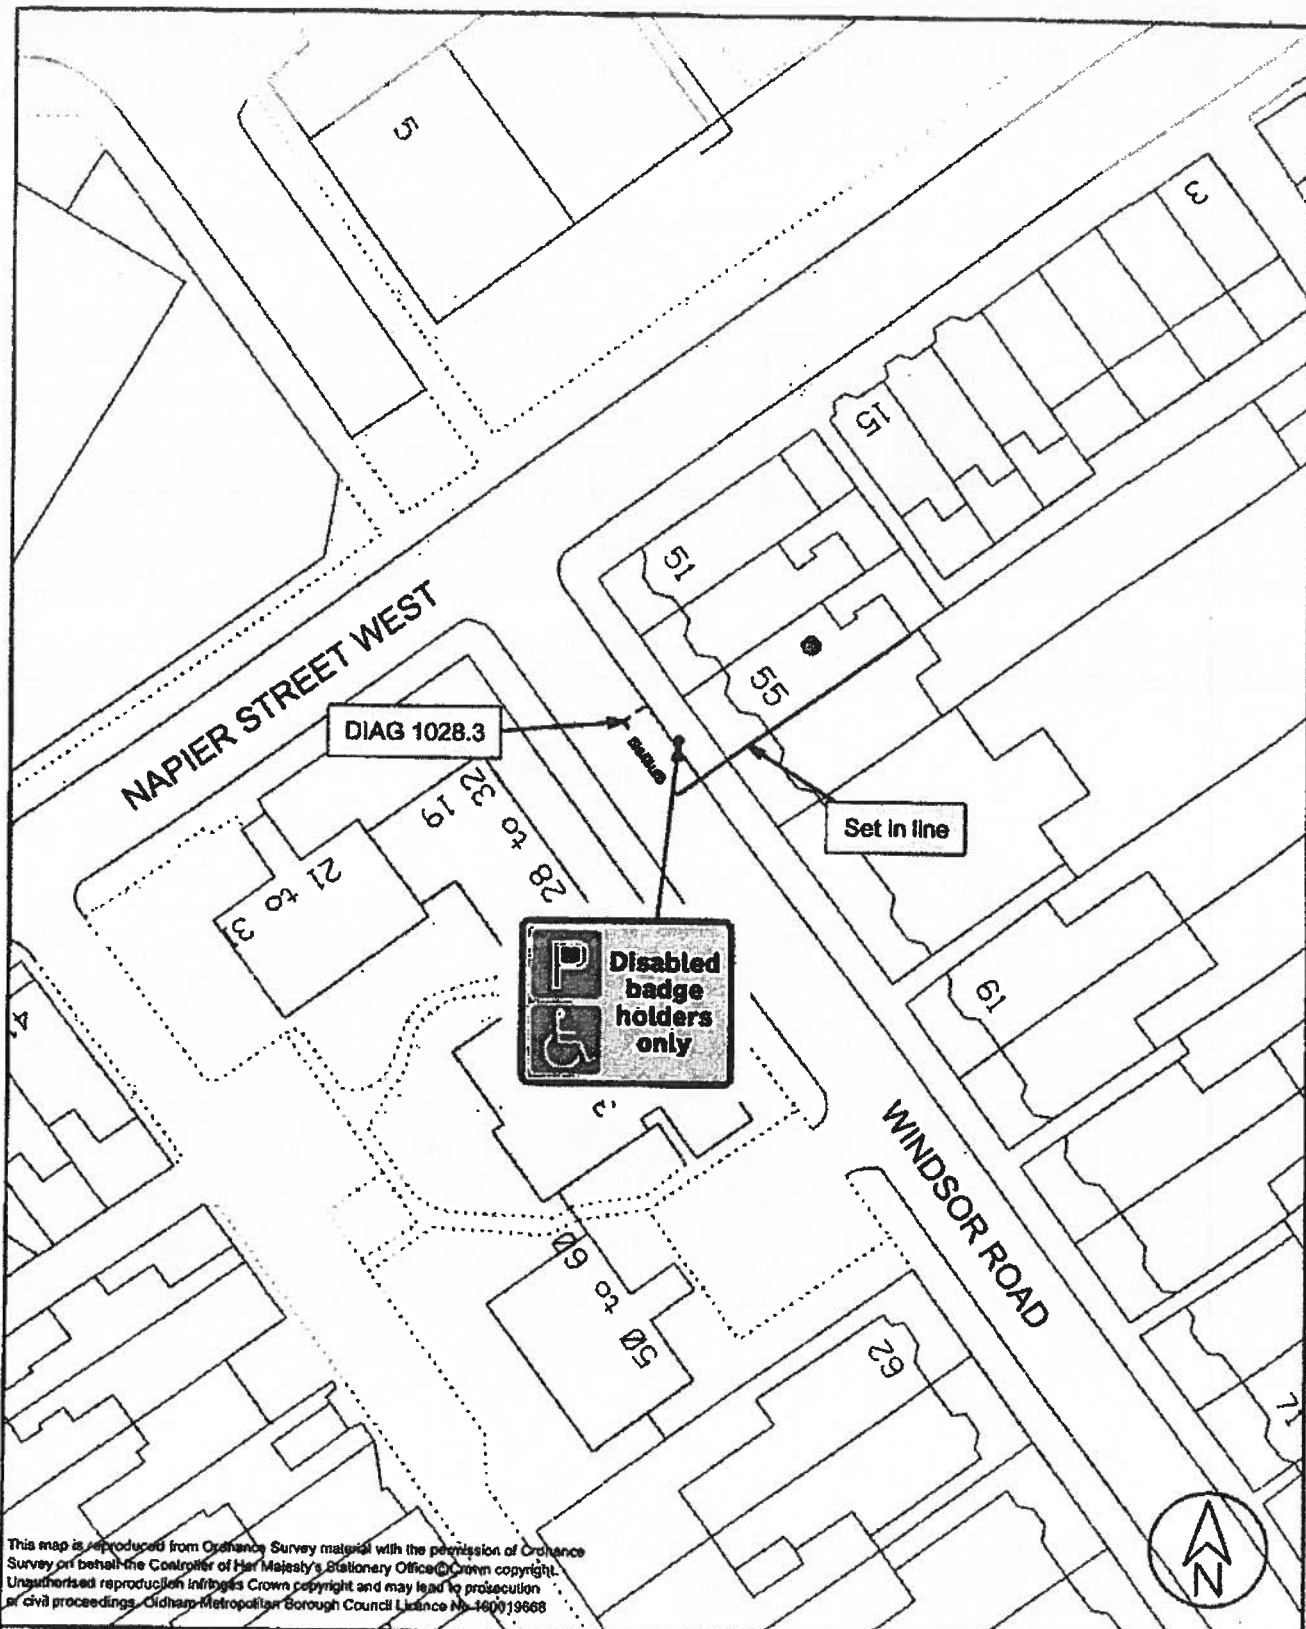 5
3
15
51
55
NAPIER STREET WEST
DIAG 1028.3
Set in line
19
28 to 32
21 to 31
Disabled
badge
holders
only
61
WINDSOR ROAD
50 to 60
62
71
N
This map is reproduced from Ordnance Survey material with the permission of Ordnance
Survey on behalf the Controller of Her Majesty's Stationery Office © Crown copyright.
Unauthorised reproduction infringes Crown copyright and may lead to prosecution
or civil proceedings. Oldham Metropolitan Borough Council Licence No 100019668